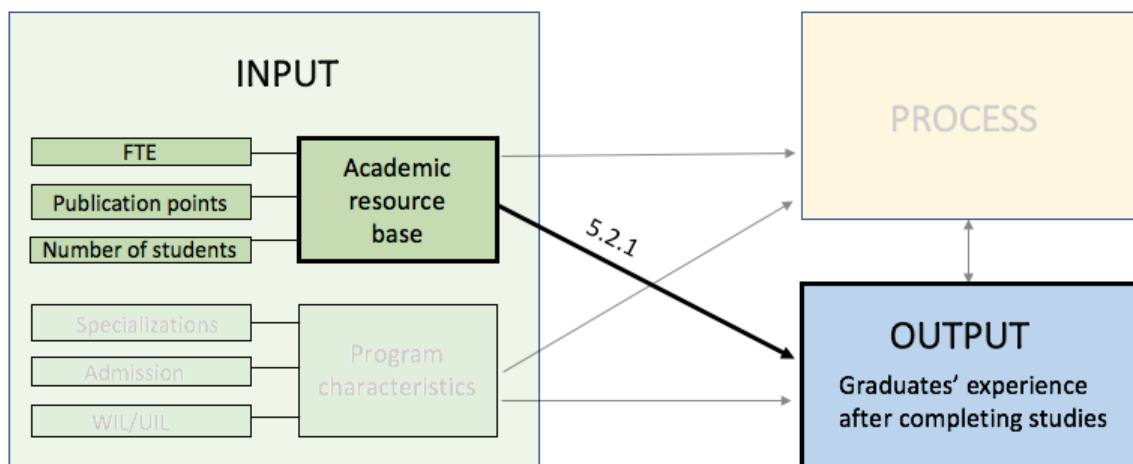 INPUT
FTE
Publication points
Number of students
Academic
resource
base
Specializations
Admission
WIL/UIL
Program
characteristics
5.2.1
PROCESS
OUTPUT
Graduates’ experience
after completing studies